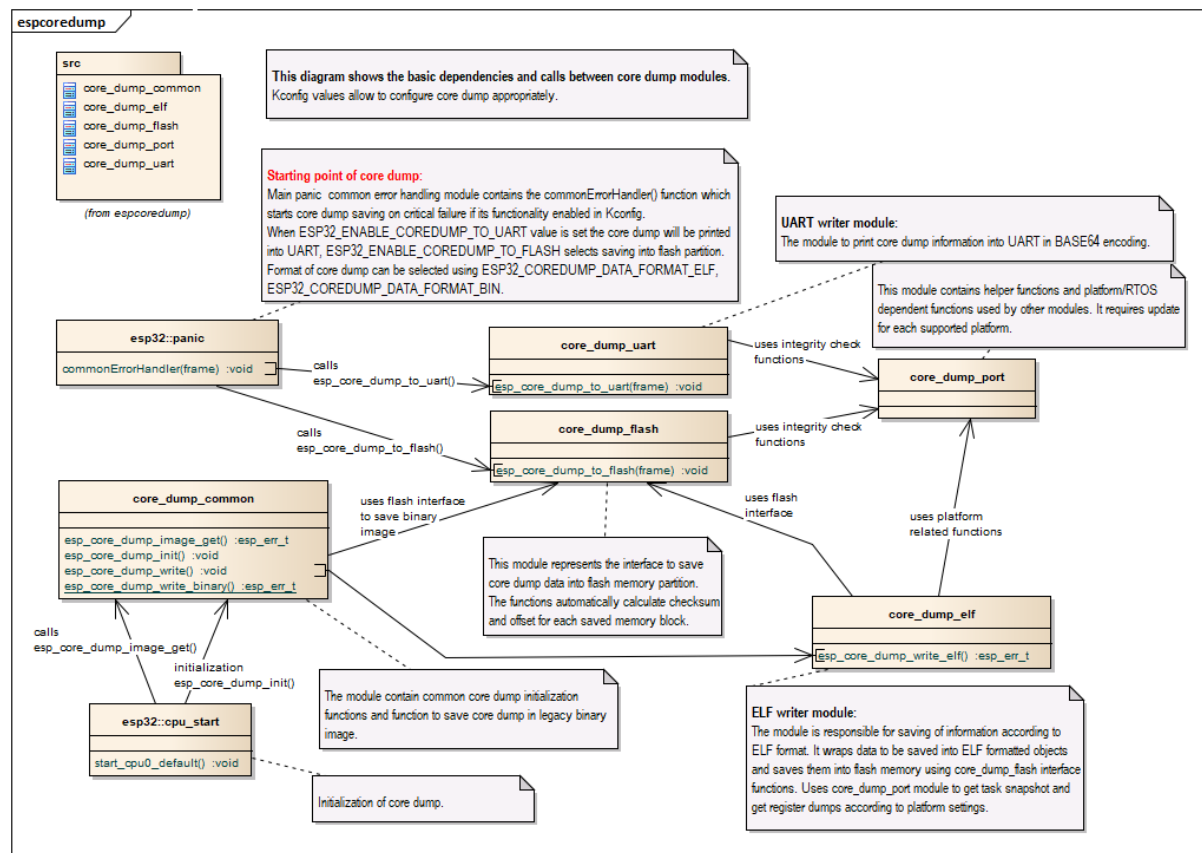 espcoredump
src
core_dump_common
core_dump_elf
core_dump_flash
core_dump_port
core_dump_uart
(from espcoredump)
This diagram shows the basic dependencies and calls between core dump modules.
Kconfig values allow to configure core dump appropriately.
Starting point of core dump:
Main panic common error handling module contains the commonErrorHandler() function which
starts core dump saving on critical failure if its functionality enabled in Kconfig.
When ESP32_ENABLE_COREDUMP_TO_UART value is set the core dump will be printed
into UART, ESP32_ENABLE_COREDUMP_TO_FLASH selects saving into flash partition.
Format of core dump can be selected using ESP32_COREDUMP_DATA_FORMAT_ELF,
ESP32_COREDUMP_DATA_FORMAT_BIN.
UART writer module:
The module to print core dump information into UART in BASE64 encoding.
This module contains helper functions and platform/RTOS
dependent functions used by other modules. It requires update
for each supported platform.
esp32::panic
commonErrorHandler(frame) :void
calls
esp_core_dump_to_uart()
core_dump_uart
esp_core_dump_to_uart(frame) :void
uses integrity check
functions
core_dump_port
calls
esp_core_dump_to_flash()
core_dump_flash
esp_core_dump_to_flash(frame) :void
uses integrity check
functions
core_dump_common
esp_core_dump_image_get() :esp_err_t
esp_core_dump_init() :void
esp_core_dump_write() :void
esp_core_dump_write_binary() :esp_err_t
uses flash interface
to save binary
image
uses flash
interface
uses platform
related functions
This module represents the interface to save
core dump data into flash memory partition.
The functions automatically calculate checksum
and offset for each saved memory block.
core_dump_elf
esp_core_dump_write_elf() :esp_err_t
calls
esp_core_dump_image_get()
initialization
esp_core_dump_init()
The module contain common core dump initialization
functions and function to save core dump in legacy binary
image.
esp32::cpu_start
start_cpu0_default() :void
Initialization of core dump.
ELF writer module:
The module is responsible for saving of information according to
ELF format. It wraps data to be saved into ELF formatted objects
and saves them into flash memory using core_dump_flash interface
functions. Uses core_dump_port module to get task snapshot and
get register dumps according to platform settings.